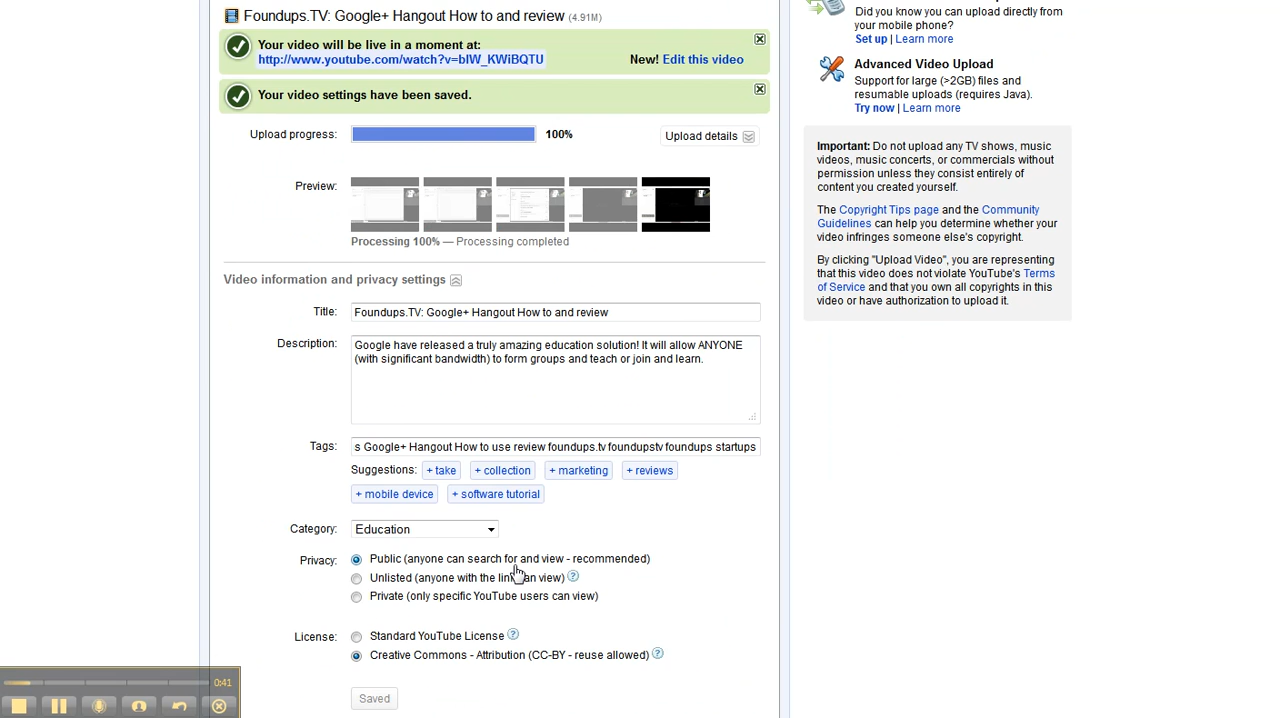 Foundups.TV: Google+ Hangout How to and review (4.91M)
Your video will be live in a moment at:
http://www.youtube.com/watch?v=bIW_KWiBQTU
New! Edit this video
Your video settings have been saved.
Upload progress: 100% Upload details
Preview:
Processing 100% — Processing completed
Video information and privacy settings
Title: Foundups.TV: Google+ Hangout How to and review
Description: Google have released a truly amazing education solution! It will allow ANYONE
(with significant bandwidth) to form groups and teach or join and learn.
Tags: s Google+ Hangout How to use review foundups.tv foundupstv foundups startups
Suggestions: + take + collection + marketing + reviews
+ mobile device + software tutorial
Category: Education
Privacy: Public (anyone can search for and view - recommended)
Unlisted (anyone with the link can view) ?
Private (only specific YouTube users can view)
License: Standard YouTube License ?
Creative Commons - Attribution (CC-BY - reuse allowed) ?
Saved
0:41
Did you know you can upload directly from
your mobile phone?
Set up | Learn more
Advanced Video Upload
Support for large (>2GB) files and
resumable uploads (requires Java).
Try now | Learn more
Important: Do not upload any TV shows, music
videos, music concerts, or commercials without
permission unless they consist entirely of
content you created yourself.
The Copyright Tips page and the Community
Guidelines can help you determine whether your
video infringes someone else's copyright.
By clicking "Upload Video", you are representing
that this video does not violate YouTube's Terms
of Service and that you own all copyrights in this
video or have authorization to upload it.